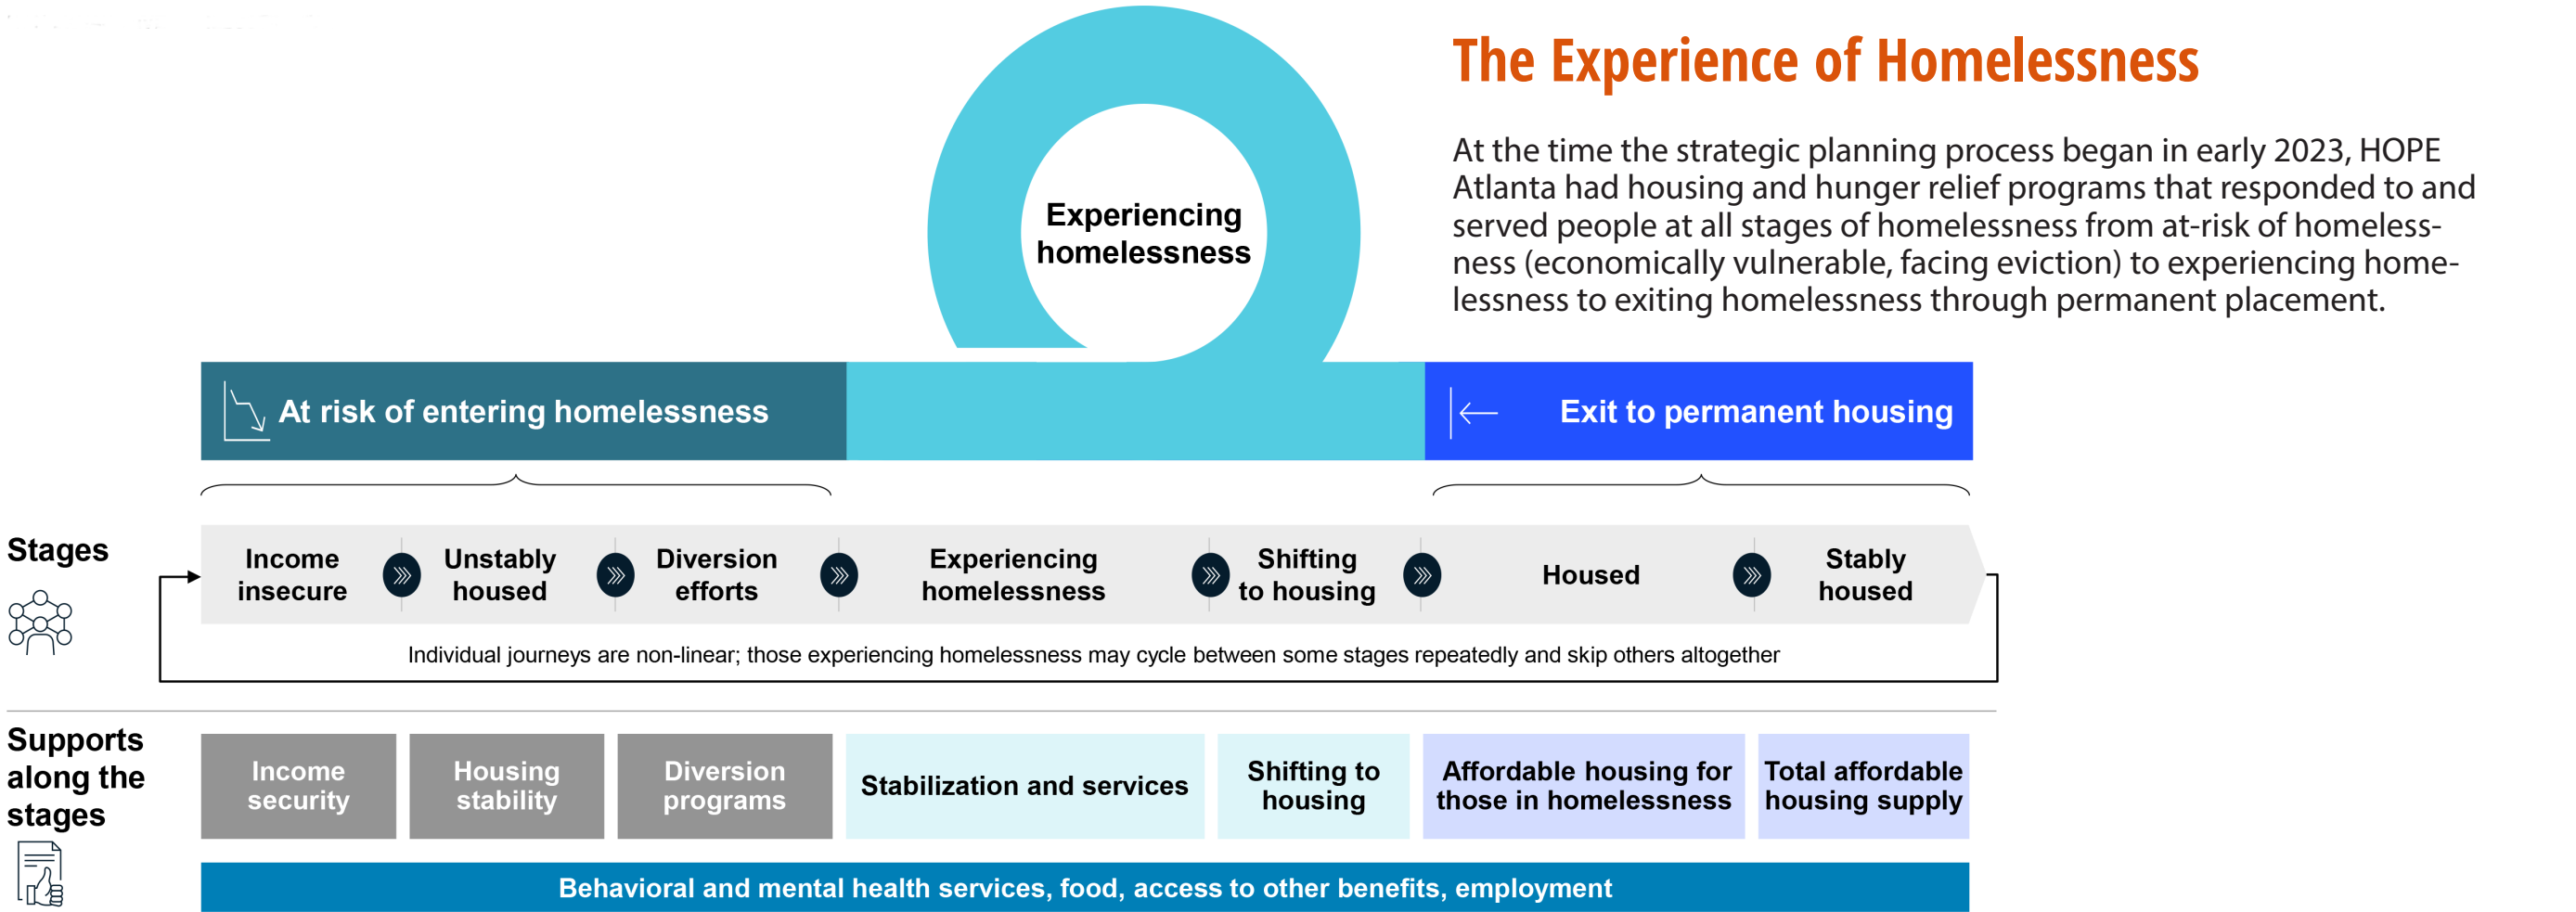 The Experience of Homelessness
At the time the strategic planning process began in early 2023, HOPE
Atlanta had housing and hunger relief programs that responded to and
served people at all stages of homelessness from at-risk of homeless-
ness (economically vulnerable, facing eviction) to experiencing home-
lessness to exiting homelessness through permanent placement.
Experiencing
homelessness
At risk of entering homelessness
Exit to permanent housing
Stages
Income
insecure
Unstably
housed
Diversion
efforts
Experiencing
homelessness
Shifting
to housing
Housed
Stably
housed
Individual journeys are non-linear; those experiencing homelessness may cycle between some stages repeatedly and skip others altogether
Supports
along the
stages
Income
security
Housing
stability
Diversion
programs
Stabilization and services
Shifting to
housing
Affordable housing for
those in homelessness
Total affordable
housing supply
Behavioral and mental health services, food, access to other benefits, employment